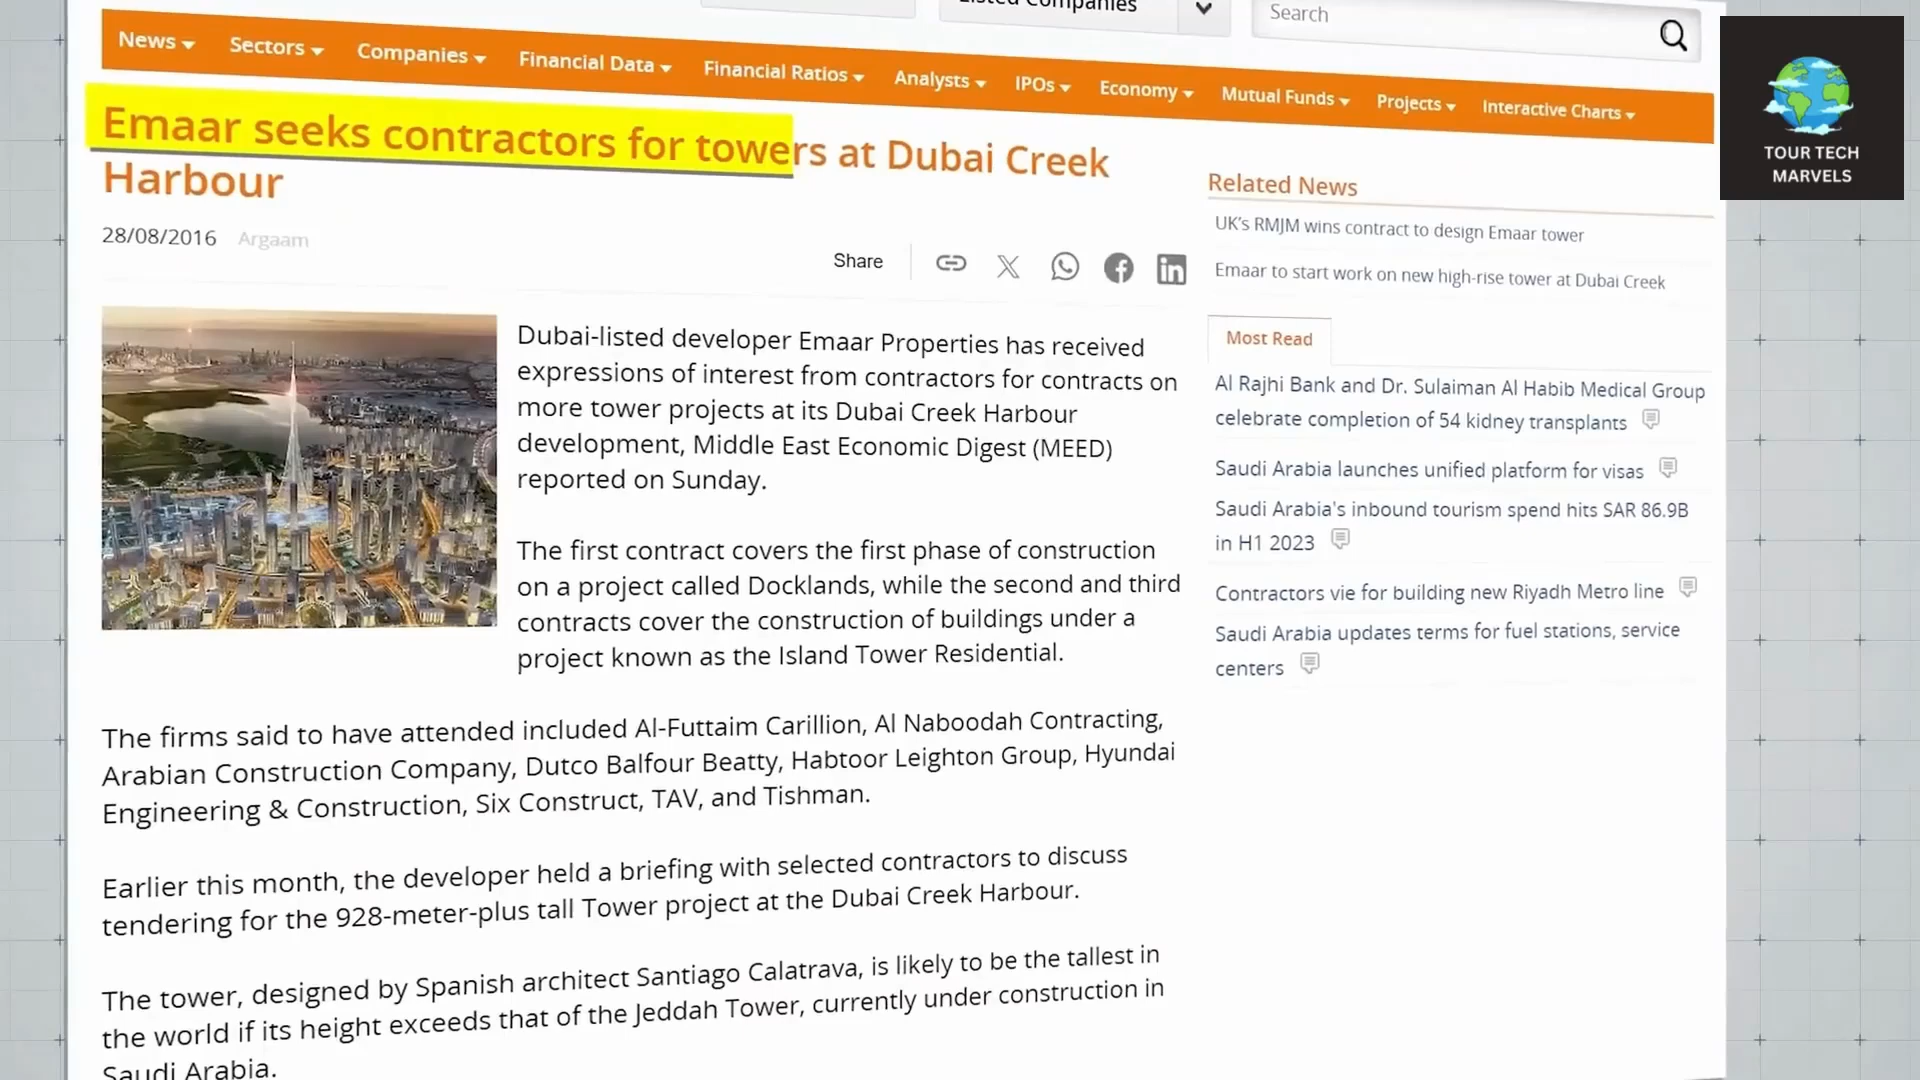 Listed Companies
Search
News
Sectors
Companies
Financial Data
Financial Ratios
Analysts
IPOs
Economy
Mutual Funds
Projects
Interactive Charts
TOUR TECH
MARVELS
Emaar seeks contractors for towers at Dubai Creek
Harbour
28/08/2016 Argaam
Share
Dubai-listed developer Emaar Properties has received
expressions of interest from contractors for contracts on
more tower projects at its Dubai Creek Harbour
development, Middle East Economic Digest (MEED)
reported on Sunday.
The first contract covers the first phase of construction
on a project called Docklands, while the second and third
contracts cover the construction of buildings under a
project known as the Island Tower Residential.
The firms said to have attended included Al-Futtaim Carillion, Al Naboodah Contracting,
Arabian Construction Company, Dutco Balfour Beatty, Habtoor Leighton Group, Hyundai
Engineering & Construction, Six Construct, TAV, and Tishman.
Earlier this month, the developer held a briefing with selected contractors to discuss
tendering for the 928-meter-plus tall Tower project at the Dubai Creek Harbour.
The tower, designed by Spanish architect Santiago Calatrava, is likely to be the tallest in
the world if its height exceeds that of the Jeddah Tower, currently under construction in
Saudi Arabia.
Related News
UK's RMJM wins contract to design Emaar tower
Emaar to start work on new high-rise tower at Dubai Creek
Most Read
Al Rajhi Bank and Dr. Sulaiman Al Habib Medical Group
celebrate completion of 54 kidney transplants
Saudi Arabia launches unified platform for visas
Saudi Arabia's inbound tourism spend hits SAR 86.9B
in H1 2023
Contractors vie for building new Riyadh Metro line
Saudi Arabia updates terms for fuel stations, service
centers